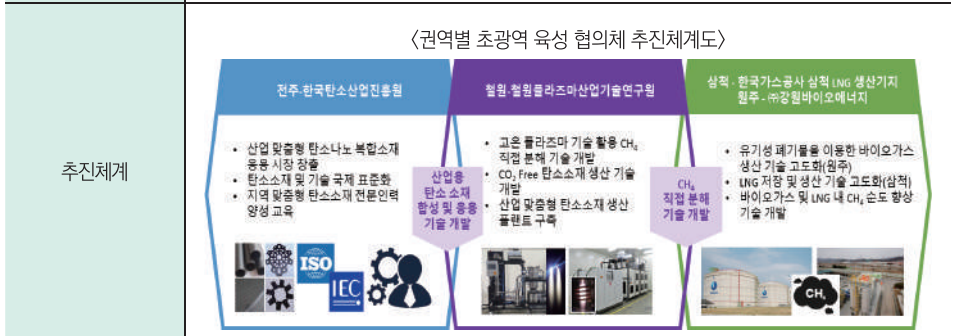 〈권역별 초광역 육성 협의체 추진체계도〉
추진체계
전주-한국탄소산업진흥원
• 산업 맞춤형 탄소나노 복합소재
응용 시장 창출
• 탄소소재 및 기술 국제 표준화
• 지역 맞춤형 탄소소재 전문인력
양성 교육
ISO
IEC
산업용
탄소 소재
합성 및 응용
기술 개발
철원-철원플라즈마산업기술연구원
• 고온 플라즈마 기술 활용 CH₄
직접 분해 기술 개발
• CO₂ Free 탄소소재 생산 기술
개발
• 산업 맞춤형 탄소소재 생산
플랜트 구축
CH₄
직접 분해
기술 개발
삼척 - 한국가스공사 삼척 LNG 생산기지
원주 - ㈜강원바이오에너지
• 유기성 폐기물을 이용한 바이오가스
생산 기술 고도화(원주)
• LNG 저장 및 생산 기술 고도화(삼척)
• 바이오가스 및 LNG 내 CH₄ 순도 향상
기술 개발
CH₄